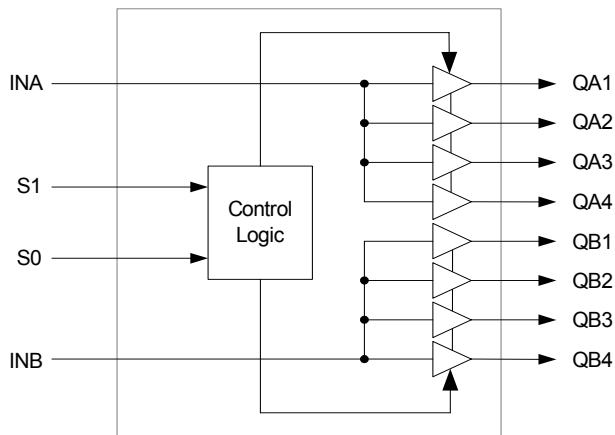 INA
S1
S0
INB
Control
Logic
QA1
QA2
QA3
QA4
QB1
QB2
QB3
QB4